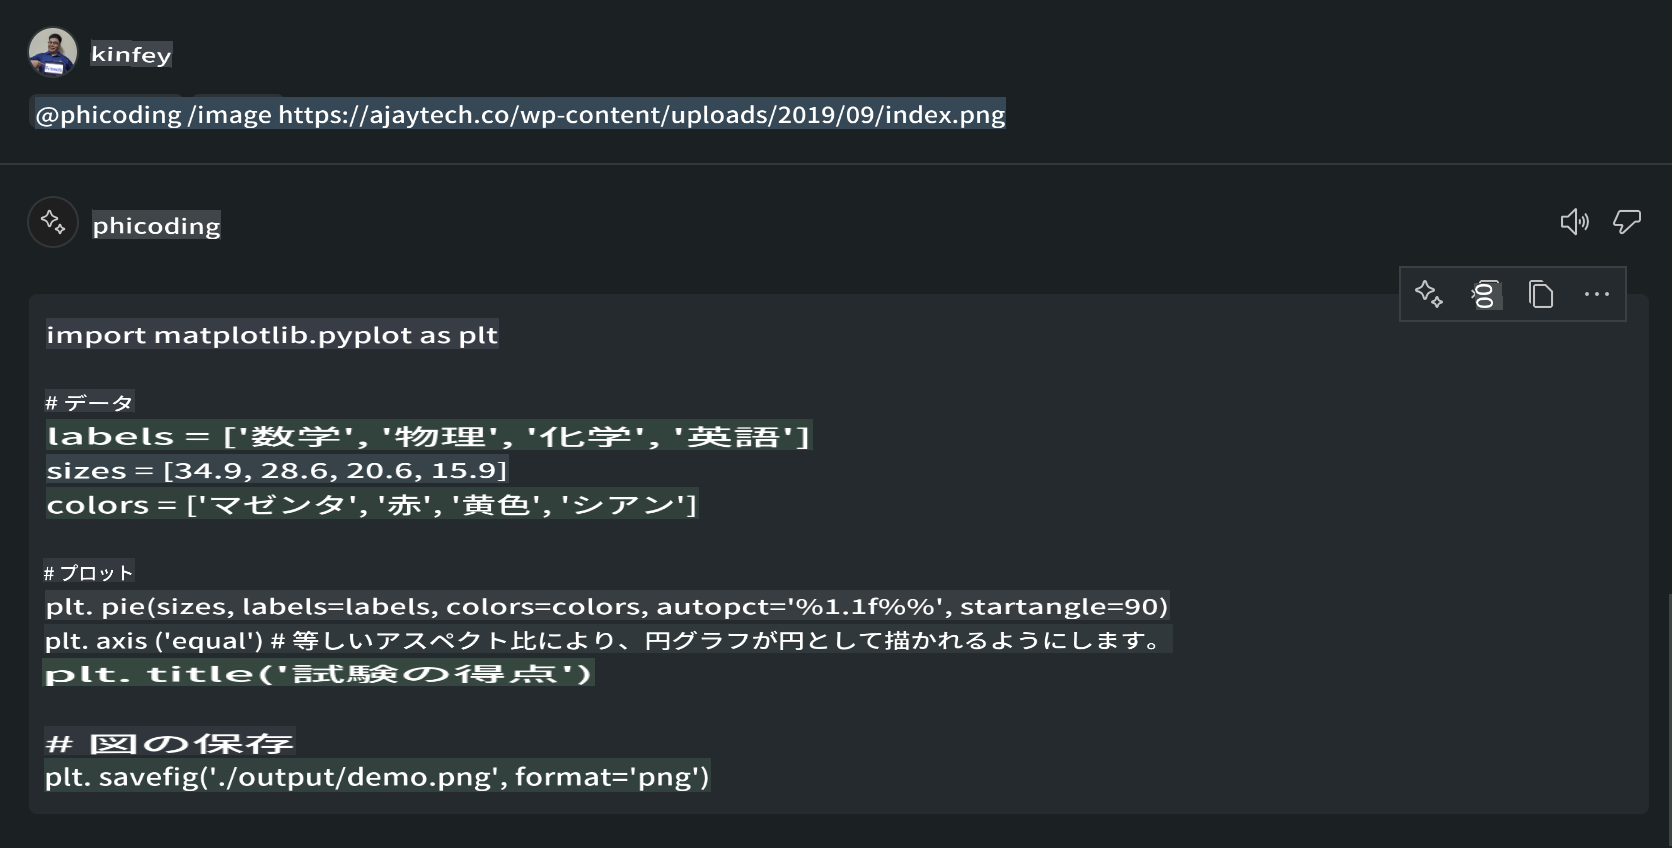 kinfey
@phicoding /image https://ajaytech.co/wp-content/uploads/2019/09/index.png
phicoding
import matplotlib.pyplot as plt
# データ
labels = ['数学', '物理', '化学', '英語']
sizes = [34.9, 28.6, 20.6, 15.9]
colors = ['マゼンタ', '赤', '黄色', 'シアン']
# プロット
plt. pie(sizes, labels=labels, colors=colors, autopct='%1.1f%%', startangle=90)
plt. axis ('equal') # 等しいアスペクト比により、円グラフが円として描かれるようにします。
plt. title('試験の得点')
# 図の保存
plt. savefig('./output/demo.png', format='png')